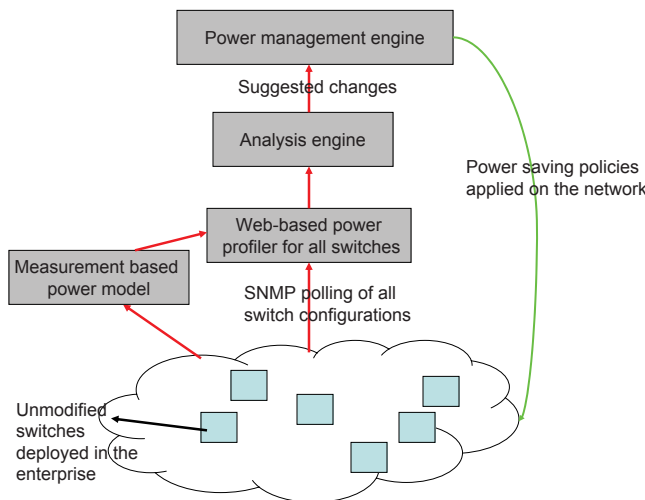 Power management engine
Suggested changes
Analysis engine
Power saving policies
applied on the network
Web-based power
profiler for all switches
Measurement based
power model
SNMP polling of all
switch configurations
Unmodified
switches
deployed in the
enterprise